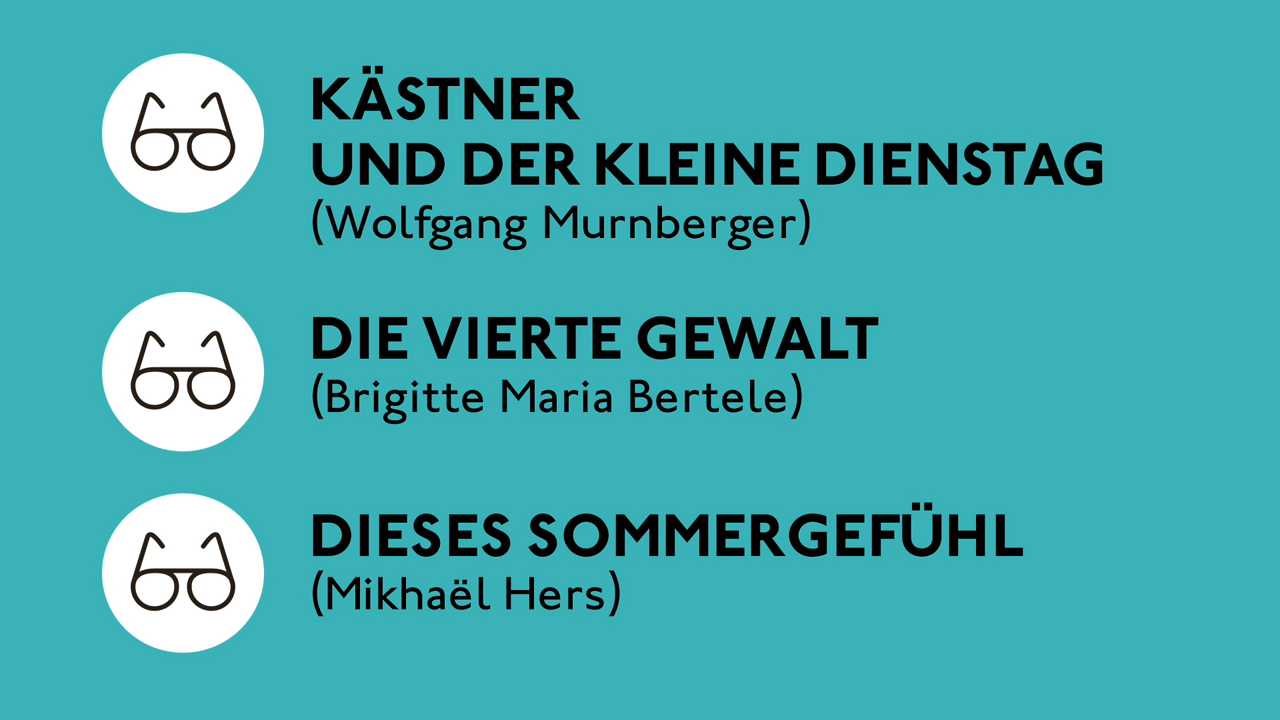 KÄSTNER
UND DER KLEINE DIENSTAG
(Wolfgang Murnberger)
DIE VIERTE GEWALT
(Brigitte Maria Bertele)
DIESES SOMMERGEFÜHL
(Mikhaël Hers)